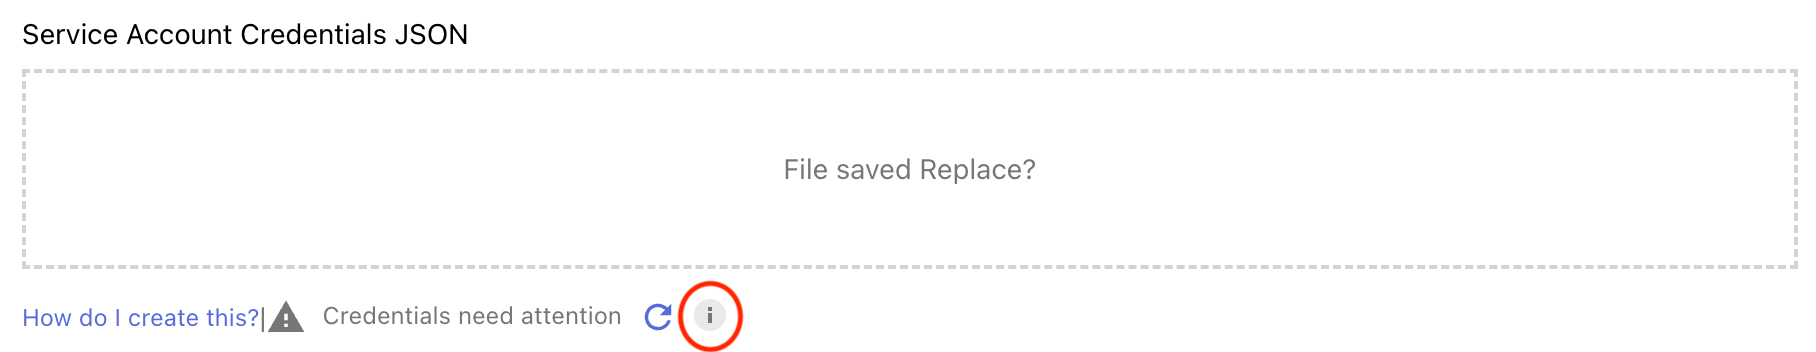 Service Account Credentials JSON
File saved Replace?
How do I create this?| Credentials need attention i